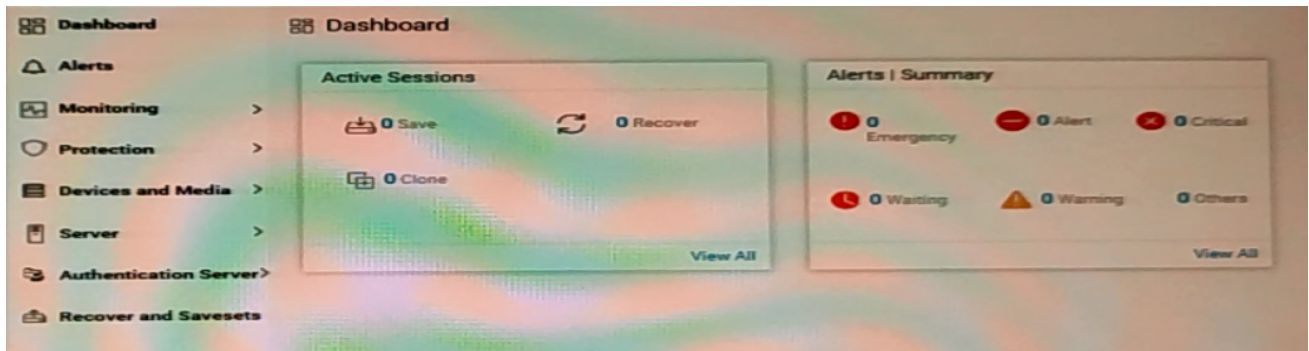 Dashboard
Alerts
Monitoring
Protection
Devices and Media
Server
Authentication Server
Recover and Savesets
Dashboard
Active Sessions
0 Save
0 Recover
0 Clone
View All
Alerts | Summary
0 Emergency
0 Alert
0 Critical
0 Waiting
0 Warning
0 Others
View All